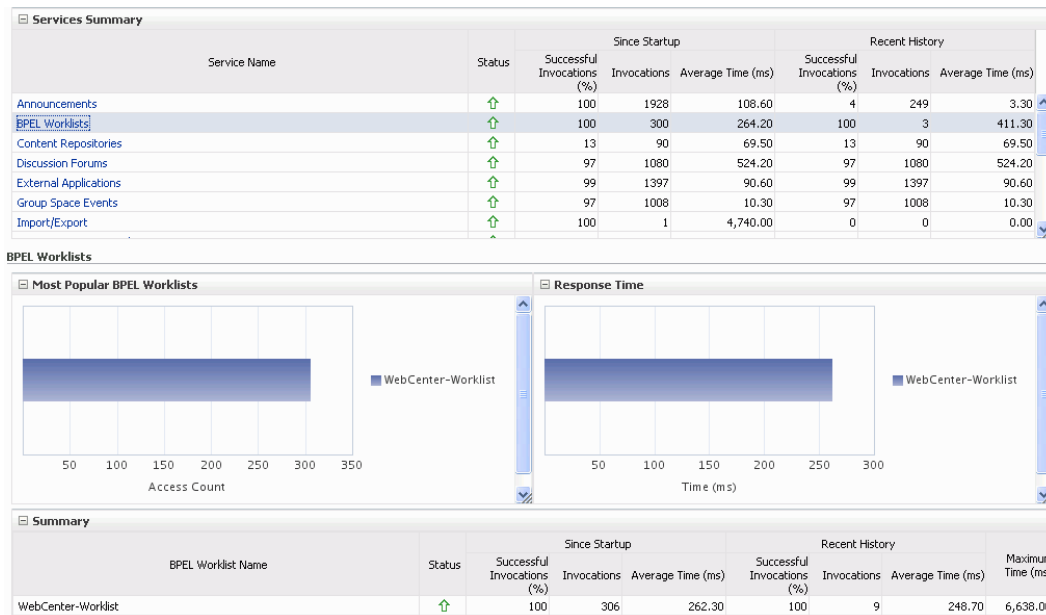 Services Summary
Service Name Status Since Startup Recent History
Successful Invocations (%) Invocations Average Time (ms) Successful Invocations (%) Invocations Average Time (ms)
Announcements 100 1928 108.60 4 249 3.30
BPEL Worklists 100 300 264.20 100 3 411.30
Content Repositories 13 90 69.50 13 90 69.50
Discussion Forums 97 1080 524.20 97 1080 524.20
External Applications 99 1397 90.60 99 1397 90.60
Group Space Events 97 1008 10.30 97 1008 10.30
Import/Export 100 1 4,740.00 0 0 0.00
BPEL Worklists
Most Popular BPEL Worklists
WebCenter-Worklist
50 100 150 200 250 300 350
Access Count
Response Time
WebCenter-Worklist
50 100 150 200 250 300
Time (ms)
Summary
BPEL Worklist Name Status Since Startup Recent History
Successful Invocations (%) Invocations Average Time (ms) Successful Invocations (%) Invocations Average Time (ms)
WebCenter-Worklist 100 306 262.30 100 9 248.70